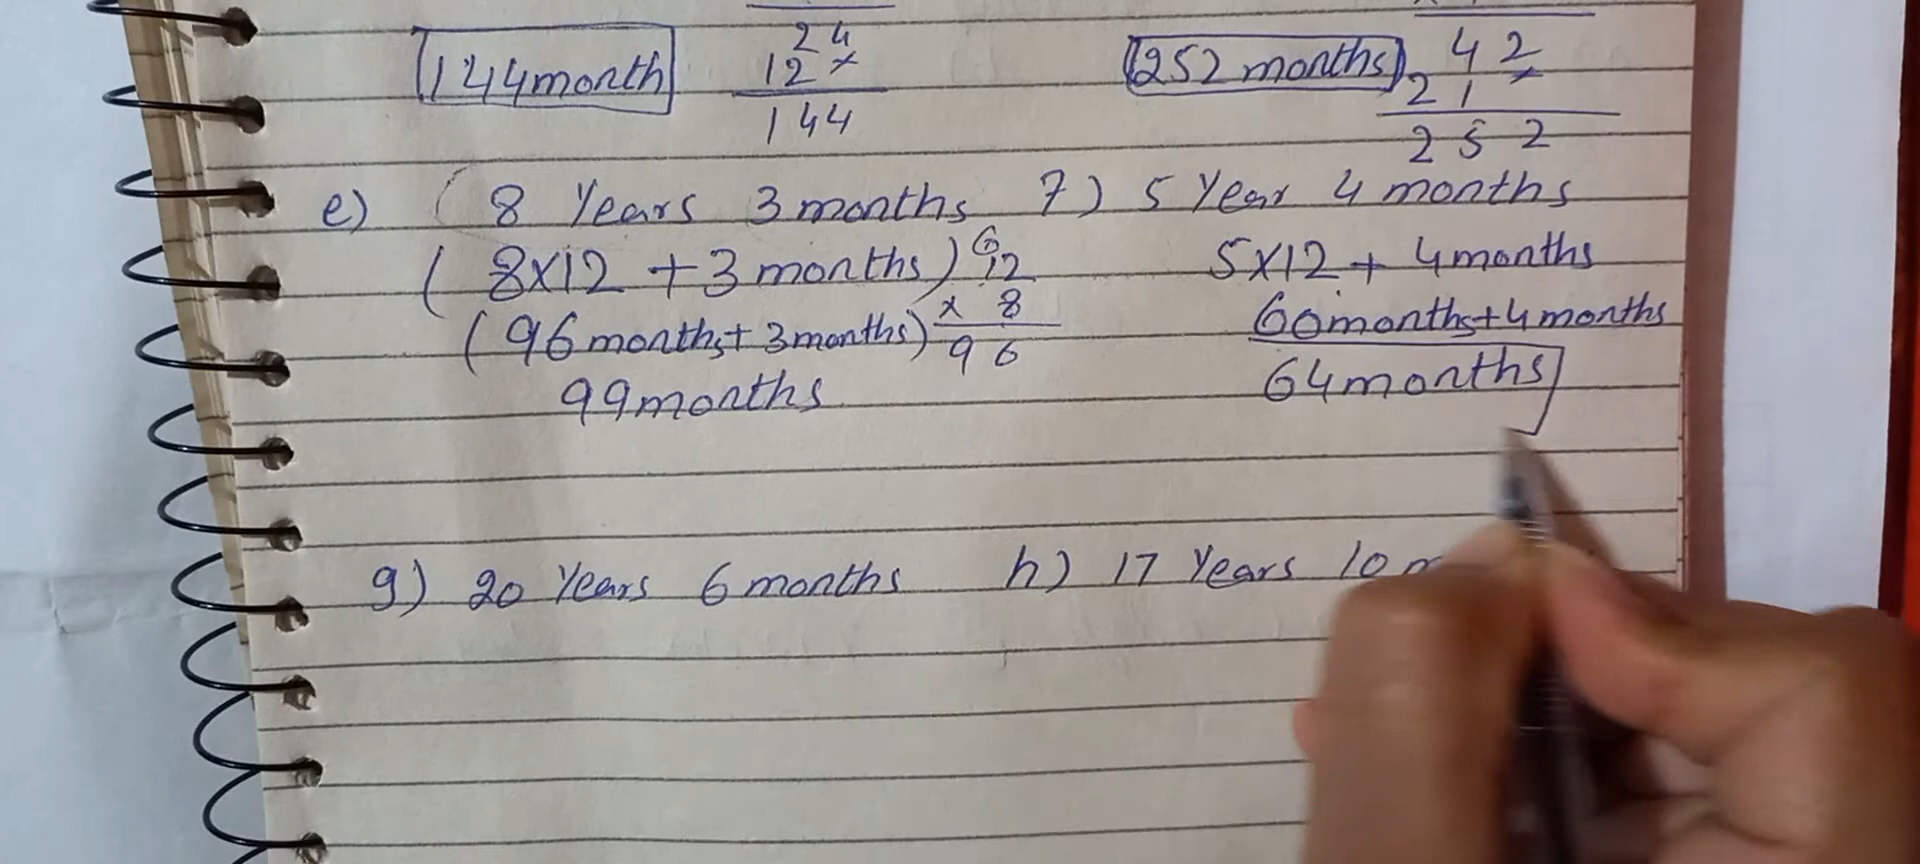 24
144month 12×
144
42
252 months 21×
252
e) ( 8 Years 3 months
( 8×12 + 3 months ) 12
( 96 months + 3 months ) × 8
99 months 96
7) 5 Year 4 months
5×12 + 4 months
60 months + 4 months
64 months
g) 20 Years 6 months
h) 17 Years 10 m